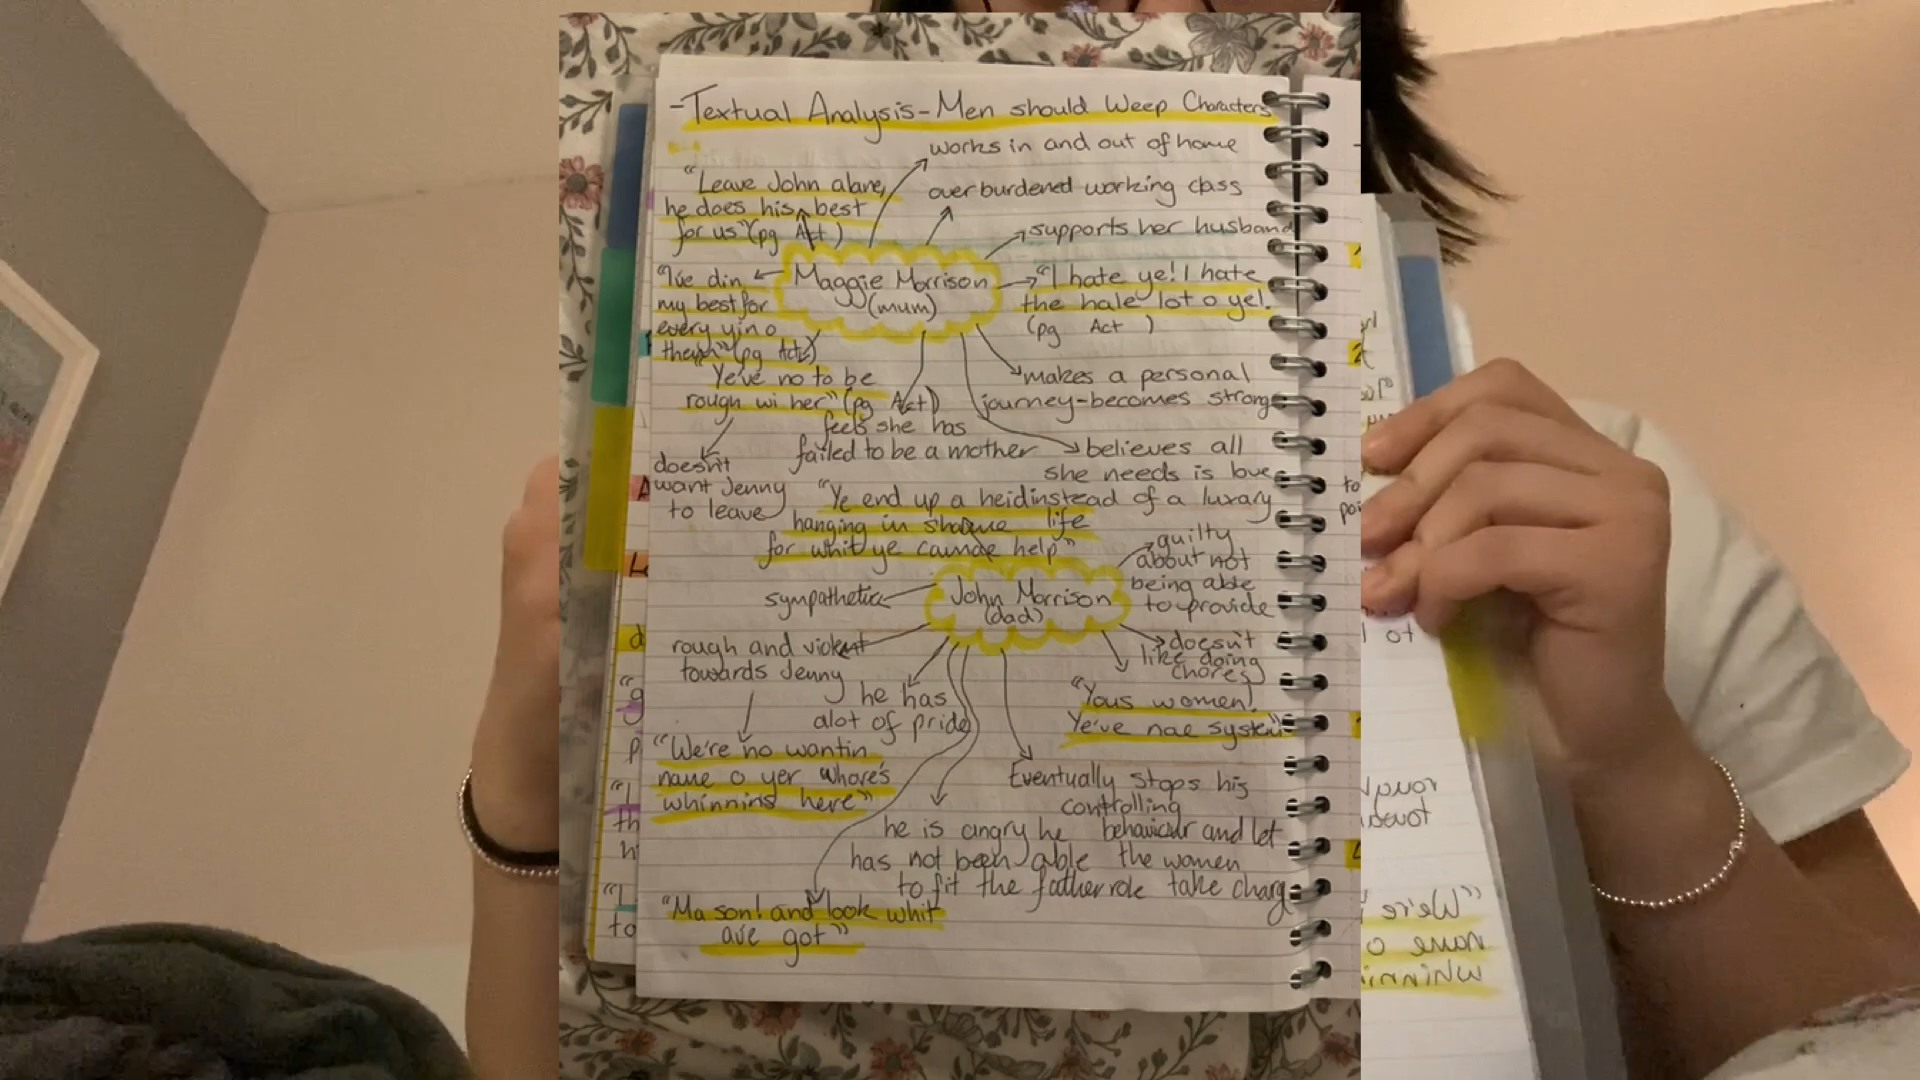 -Textual Analysis-Men should Weep Characters
works in and out of home
"Leave John alane,
he does his best
for us" (pg Act )
overburdened working class
supports her husband
Maggie Morrison
(mum)
"I've din
my best for
every yin o
them" (pg Act )
"I hate ye! I hate
the hale lot o ye!
(pg Act )
"Ye've no to be
rough wi her" (pg Act )
makes a personal
journey-becomes strong
feels she has
failed to be a mother
doesn't
want Jenny
to leave
believes all
she needs is love
instead of a luxary
life
"Ye end up a heid
hanging in shame
for whit ye cannae help"
John Morrison
(dad)
guilty
about not
being able
to provide
sympathetic
rough and violent
towards Jenny
he has
alot of pride
doesn't
like doing
chores
"Yous women!
Ye've nae system"
"We're no wantin
nane o yer whore's
whinnins here"
Eventually stops his
controlling
behaviour and let
the women
take charg
he is angry he
has not been able
to fit the father role
"Ma son! and look whit
ave got"